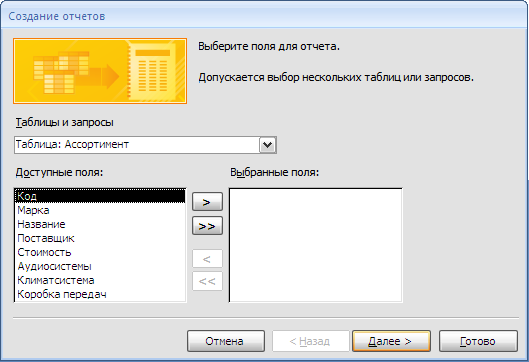 Создание отчетов
Выберите поля для отчета.
Допускается выбор нескольких таблиц или запросов.
Таблицы и запросы
Таблица: Ассортимент
Доступные поля:
Выбранные поля:
Код
Марка
Название
Поставщик
Стоимость
Аудиосистемы
Климатсистема
Коробка передач
>
>>
<
<<
Отмена
< Назад
Далее >
Готово